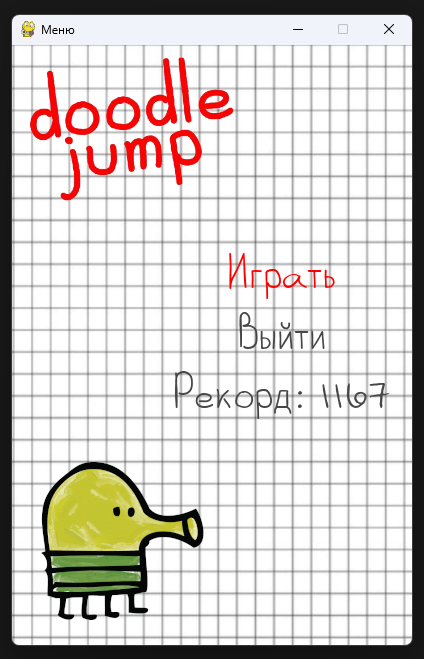 Меню
doodle
jump
Играть
Выйти
Рекорд: 1167